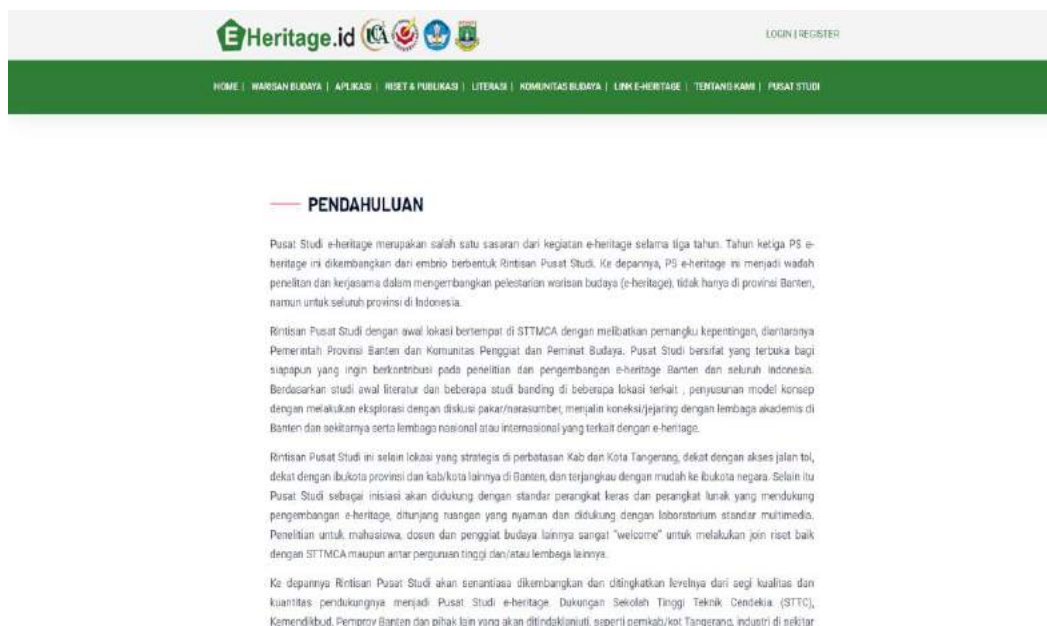 EHeritage.id
LOGIN | REGISTER
HOME | WARISAN BUDAYA | APLIKASI | RISET & PUBLIKASI | LITERASI | KOMUNITAS BUDAYA | LINK E-HERITAGE | TENTANG KAMI | PUSAT STUDI
PENDAHULUAN
Pusat Studi e-heritage merupakan salah satu sasaran dari kegiatan e-heritage selama tiga tahun. Tahun ketiga PS e-
heritage ini dikembangkan dari embrio berbentuk Rintisan Pusat Studi. Ke depannya, PS e-heritage ini menjadi wadah
penelitan dan kerjasama dalam mengembangkan pelestarian warisan budaya (e-heritage), tidak hanya di provinsi Banten,
namun untuk seluruh provinsi di Indonesia.
Rintisan Pusat Studi dengan awal lokasi bertempat di STTMCA dengan melibatkan pemangku kepentingan, diantaranya
Pemerintah Provinsi Banten dan Komunitas Penggiat dan Peminat Budaya. Pusat Studi bersifat yang terbuka bagi
siapapun yang ingin berkontribusi pada penelitian dan pengembangan e-heritage Banten dan seluruh Indonesia.
Berdasarkan studi awal literatur dan beberapa studi banding di beberapa lokasi terkait , penyusunan model konsep
dengan melakukan eksplorasi dengan diskusi pakar/narasumber, menjalin koneksi/jejaring dengan lembaga akademis di
Banten dan sekitarnya serta lembaga nasional atau internasional yang terkait dengan e-heritage.
Rintisan Pusat Studi ini selain lokasi yang strategis di perbatasan Kab dan Kota Tangerang, dekat dengan akses jalan tol,
dekat dengan ibukota provinsi dan kab/kota lainnya di Banten, dan terjangkau dengan mudah ke ibukota negara. Selain itu
Pusat Studi sebagai inisiasi akan didukung dengan standar perangkat keras dan perangkat lunak yang mendukung
pengembangan e-heritage, ditunjang ruangan yang nyaman dan didukung dengan laboratorium standar multimedia.
Penelitian untuk mahasiswa, dosen dan penggiat budaya lainnya sangat "welcome" untuk melakukan join riset baik
dengan STTMCA maupun antar perguruan tinggi dan/atau lembaga lainnya.
Ke depannya Rintisan Pusat Studi akan senantiasa dikembangkan dan ditingkatkan levelnya dari segi kualitas dan
kuantitas pendukungnya menjadi Pusat Studi e-heritage. Dukungan Sekolah Tinggi Teknik Cendekia (STTC),
Kemendikbud, Pemprov Banten dan pihak lain yang akan ditindaklanjuti, seperti pemkab/kot Tangerang, industri di sekitar